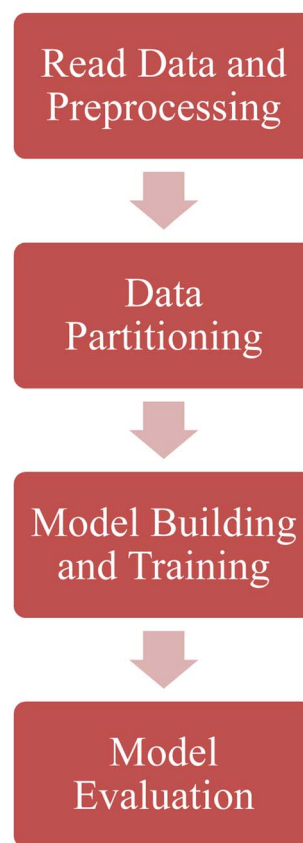 Read Data and
Preprocessing
Data
Partitioning
Model Building
and Training
Model
Evaluation